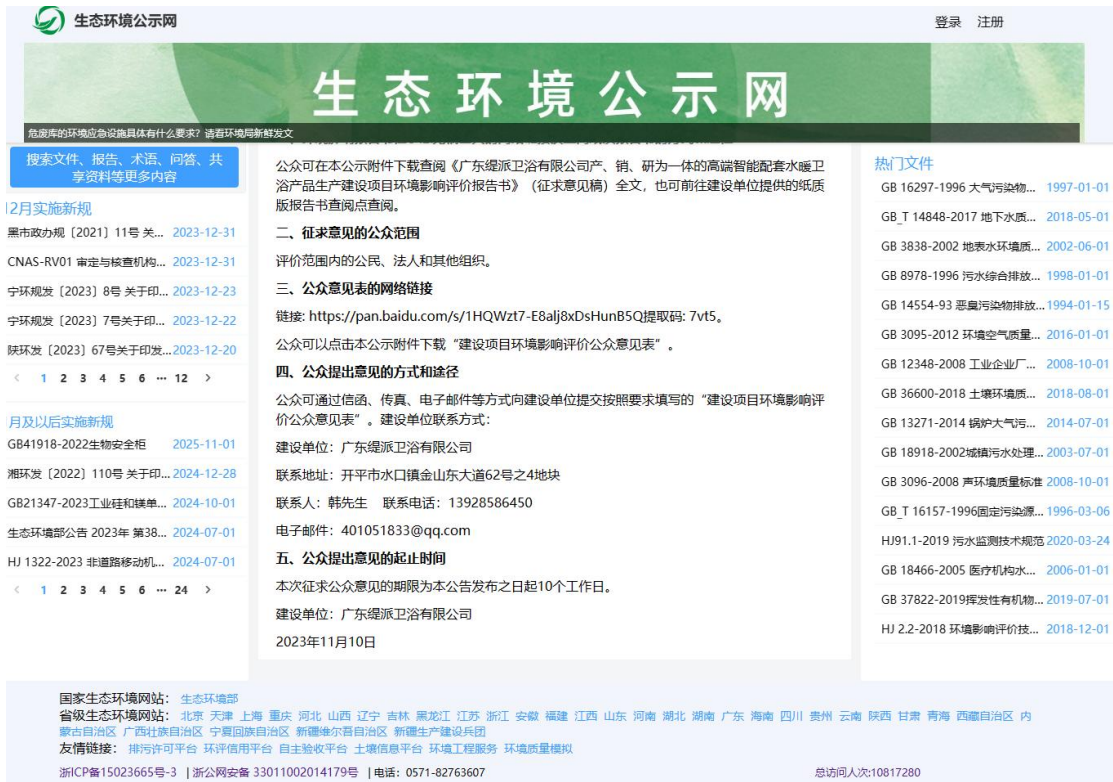 生态环境公示网
登录 注册
生态环境公示网
危废库的环境应急设施具体有什么要求？请看环境局新鲜发文
搜索文件、报告、术语、问答、共
享资料等更多内容
12月实施新规
黑市政办规〔2021〕11号 关... 2023-12-31
CNAS-RV01 审定与核查机构... 2023-12-31
宁环规发〔2023〕8号 关于印... 2023-12-23
宁环规发〔2023〕7号关于印... 2023-12-22
陕环发〔2023〕67号关于印发... 2023-12-20
< 1 2 3 4 5 6 ··· 12 >
月及以后实施新规
GB41918-2022生物安全柜 2025-11-01
湘环发〔2022〕110号 关于印... 2024-12-28
GB21347-2023工业硅和镁单... 2024-10-01
生态环境部公告 2023年 第38... 2024-07-01
HJ 1322-2023 非道路移动机... 2024-07-01
< 1 2 3 4 5 6 ··· 24 >
公众可在本公示附件下载查阅《广东缇派卫浴有限公司产、销、研为一体的高端智能配套水暖卫
浴产品生产建设项目环境影响评价报告书》（征求意见稿）全文，也可前往建设单位提供的纸质
版报告书查阅点查阅。
二、征求意见的公众范围
评价范围内的公民、法人和其他组织。
三、公众意见表的网络链接
链接: https://pan.baidu.com/s/1HQWzt7-E8alj8xDsHunB5Q提取码: 7vt5。
公众可以点击本公示附件下载“建设项目环境影响评价公众意见表”.
四、公众提出意见的方式和途径
公众可通过信函、传真、电子邮件等方式向建设单位提交按照要求填写的“建设项目环境影响评
价公众意见表”。建设单位联系方式：
建设单位：广东缇派卫浴有限公司
联系地址：开平市水口镇金山东大道62号之4地块
联系人：韩先生 联系电话：13928586450
电子邮件：401051833@qq.com
五、公众提出意见的起止时间
本次征求公众意见的期限为本公告发布之日起10个工作日。
建设单位：广东缇派卫浴有限公司
2023年11月10日
热门文件
GB 16297-1996 大气污染物... 1997-01-01
GB_T 14848-2017 地下水质... 2018-05-01
GB 3838-2002 地表水环境质... 2002-06-01
GB 8978-1996 污水综合排放... 1998-01-01
GB 14554-93 恶臭污染物排放... 1994-01-15
GB 3095-2012 环境空气质量... 2016-01-01
GB 12348-2008 工业企业厂... 2008-10-01
GB 36600-2018 土壤环境质... 2018-08-01
GB 13271-2014 锅炉大气污... 2014-07-01
GB 18918-2002城镇污水处理... 2003-07-01
GB 3096-2008 声环境质量标准 2008-10-01
GB_T 16157-1996固定污染源... 1996-03-06
HJ91.1-2019 污水监测技术规范 2020-03-24
GB 18466-2005 医疗机构水... 2006-01-01
GB 37822-2019挥发性有机物... 2019-07-01
HJ 2.2-2018 环境影响评价技... 2018-12-01
国家生态环境网站： 生态环境部
省级生态环境网站： 北京 天津 上海 重庆 河北 山西 辽宁 吉林 黑龙江 江苏 浙江 安徽 福建 江西 山东 河南 湖北 湖南 广东 海南 四川 贵州 云南 陕西 甘肃 青海 西藏自治区 内
蒙古自治区 广西壮族自治区 宁夏回族自治区 新疆维尔吾自治区 新疆生产建设兵团
友情链接： 排污许可平台 环评信用平台 自主验收平台 土壤信息平台 环境工程服务 环境质量模拟
浙ICP备15023665号-3 | 浙公网安备 33011002014179号 | 电话：0571-82763607
总访问人次:10817280